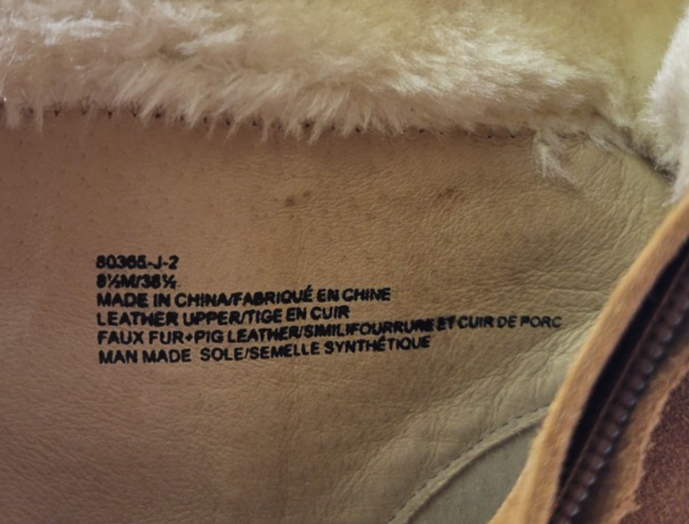 80365-J-2
8½M/38½
MADE IN CHINA/FABRIQUÉ EN CHINE
LEATHER UPPER/TIGE EN CUIR
FAUX FUR+PIG LEATHER/SIMILIFOURRURE ET CUIR DE PORC
MAN MADE SOLE/SEMELLE SYNTHÉTIQUE